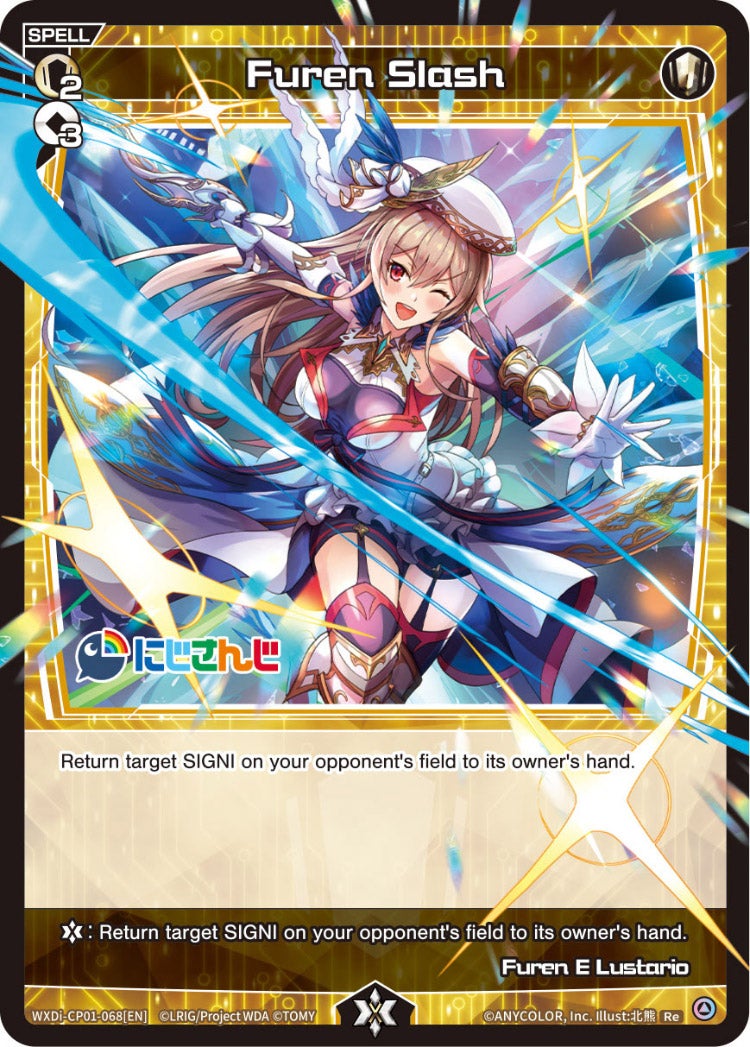 SPELL
Furen Slash
2
3
にじさんじ
Return target SIGNI on your opponent's field to its owner's hand.
: Return target SIGNI on your opponent's field to its owner's hand.
Furen E Lustario
WXDi-CP01-068[EN] ©LRIG/Project WDA ©TOMY ©ANYCOLOR, Inc. Illust:北熊 Re